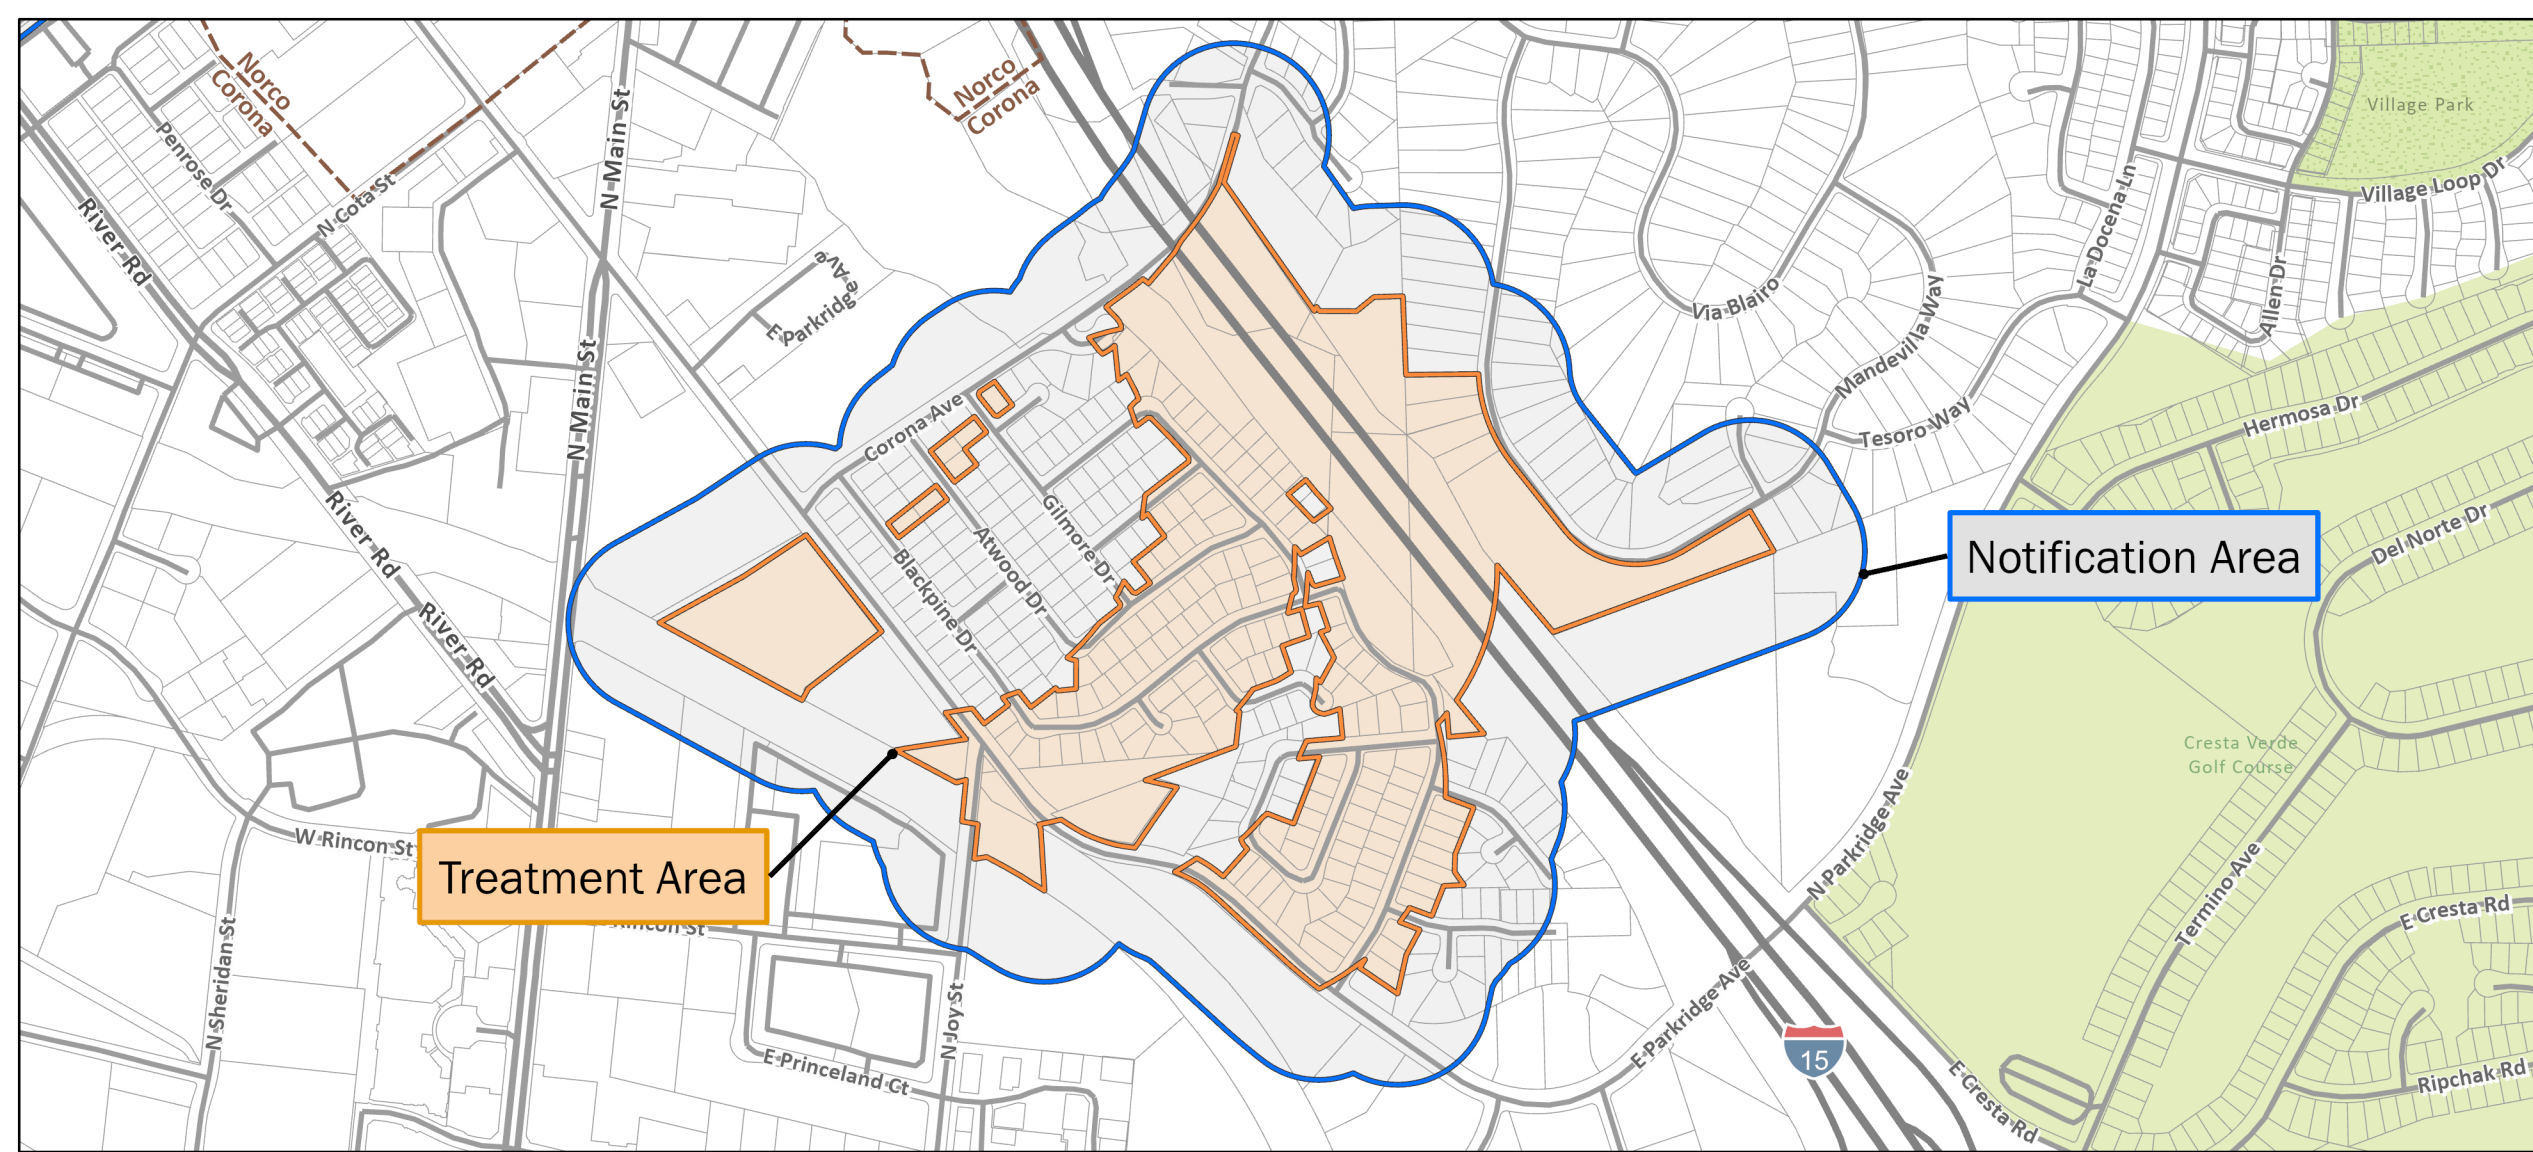 Norco
Corona
Norco
Corona
Village Park
Village Loop Dr
Penrose Dr
N Cota St
N Main St
River Rd
E Parkridge Ave
La Docena Ln
Allen Dr
Via Blairo
Mandevilla Way
Tesoro Way
Hermosa Dr
N Main St
Corona Ave
Gilmore Dr
Atwood Dr
Blackpine Dr
River Rd
River Rd
Del Norte Dr
Notification Area
Cresta Verde
Golf Course
W Rincon St
Treatment Area
N Parkridge Ave
Termino Ave
E Cresta Rd
N Sheridan St
N Joy St
E Princeland Ct
E Parkridge Ave
15
E Cresta Rd
Ripchak Rd